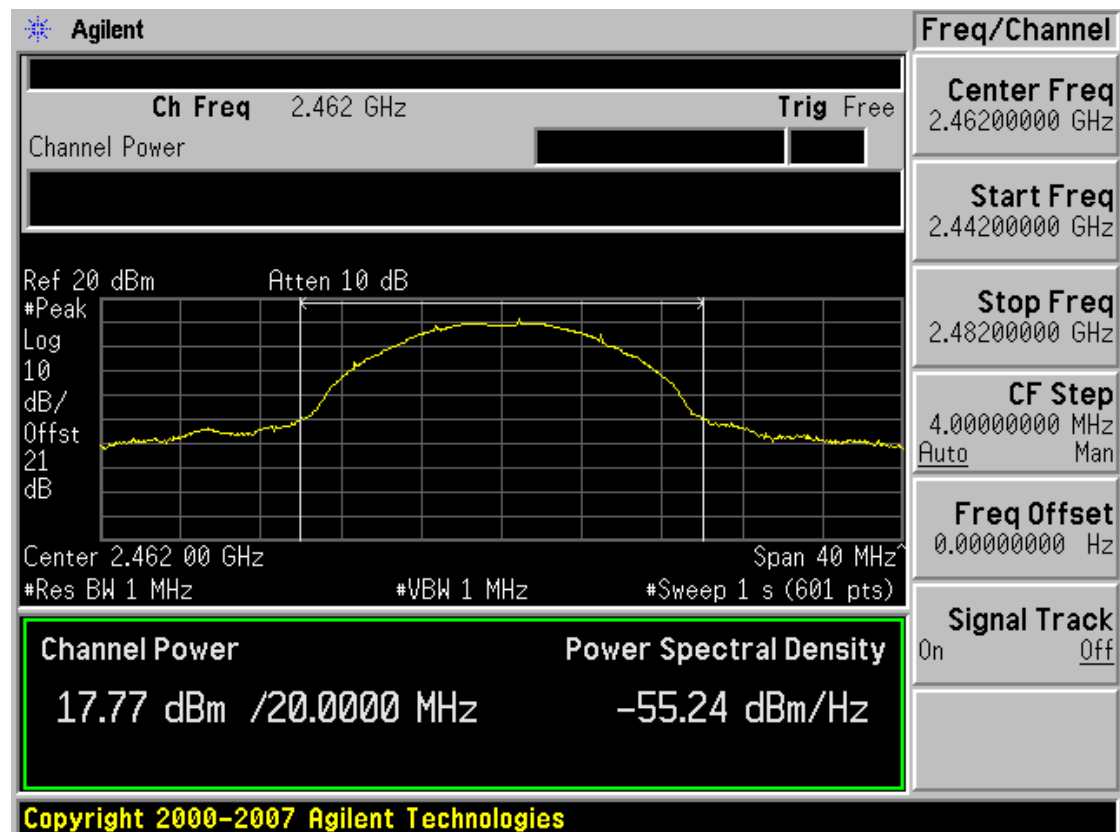 Agilent
Freq/Channel
Ch Freq 2.462 GHz Trig Free
Channel Power
Center Freq
2.46200000 GHz
Start Freq
2.44200000 GHz
Stop Freq
2.48200000 GHz
CF Step
4.00000000 MHz
Auto Man
Freq Offset
0.00000000 Hz
Signal Track
On Off
Ref 20 dBm Atten 10 dB
#Peak
Log
10
dB/
Offst
21
dB
Center 2.462 00 GHz Span 40 MHz^
#Res BW 1 MHz #VBW 1 MHz #Sweep 1 s (601 pts)
Channel Power Power Spectral Density
17.77 dBm /20.0000 MHz -55.24 dBm/Hz
Copyright 2000-2007 Agilent Technologies